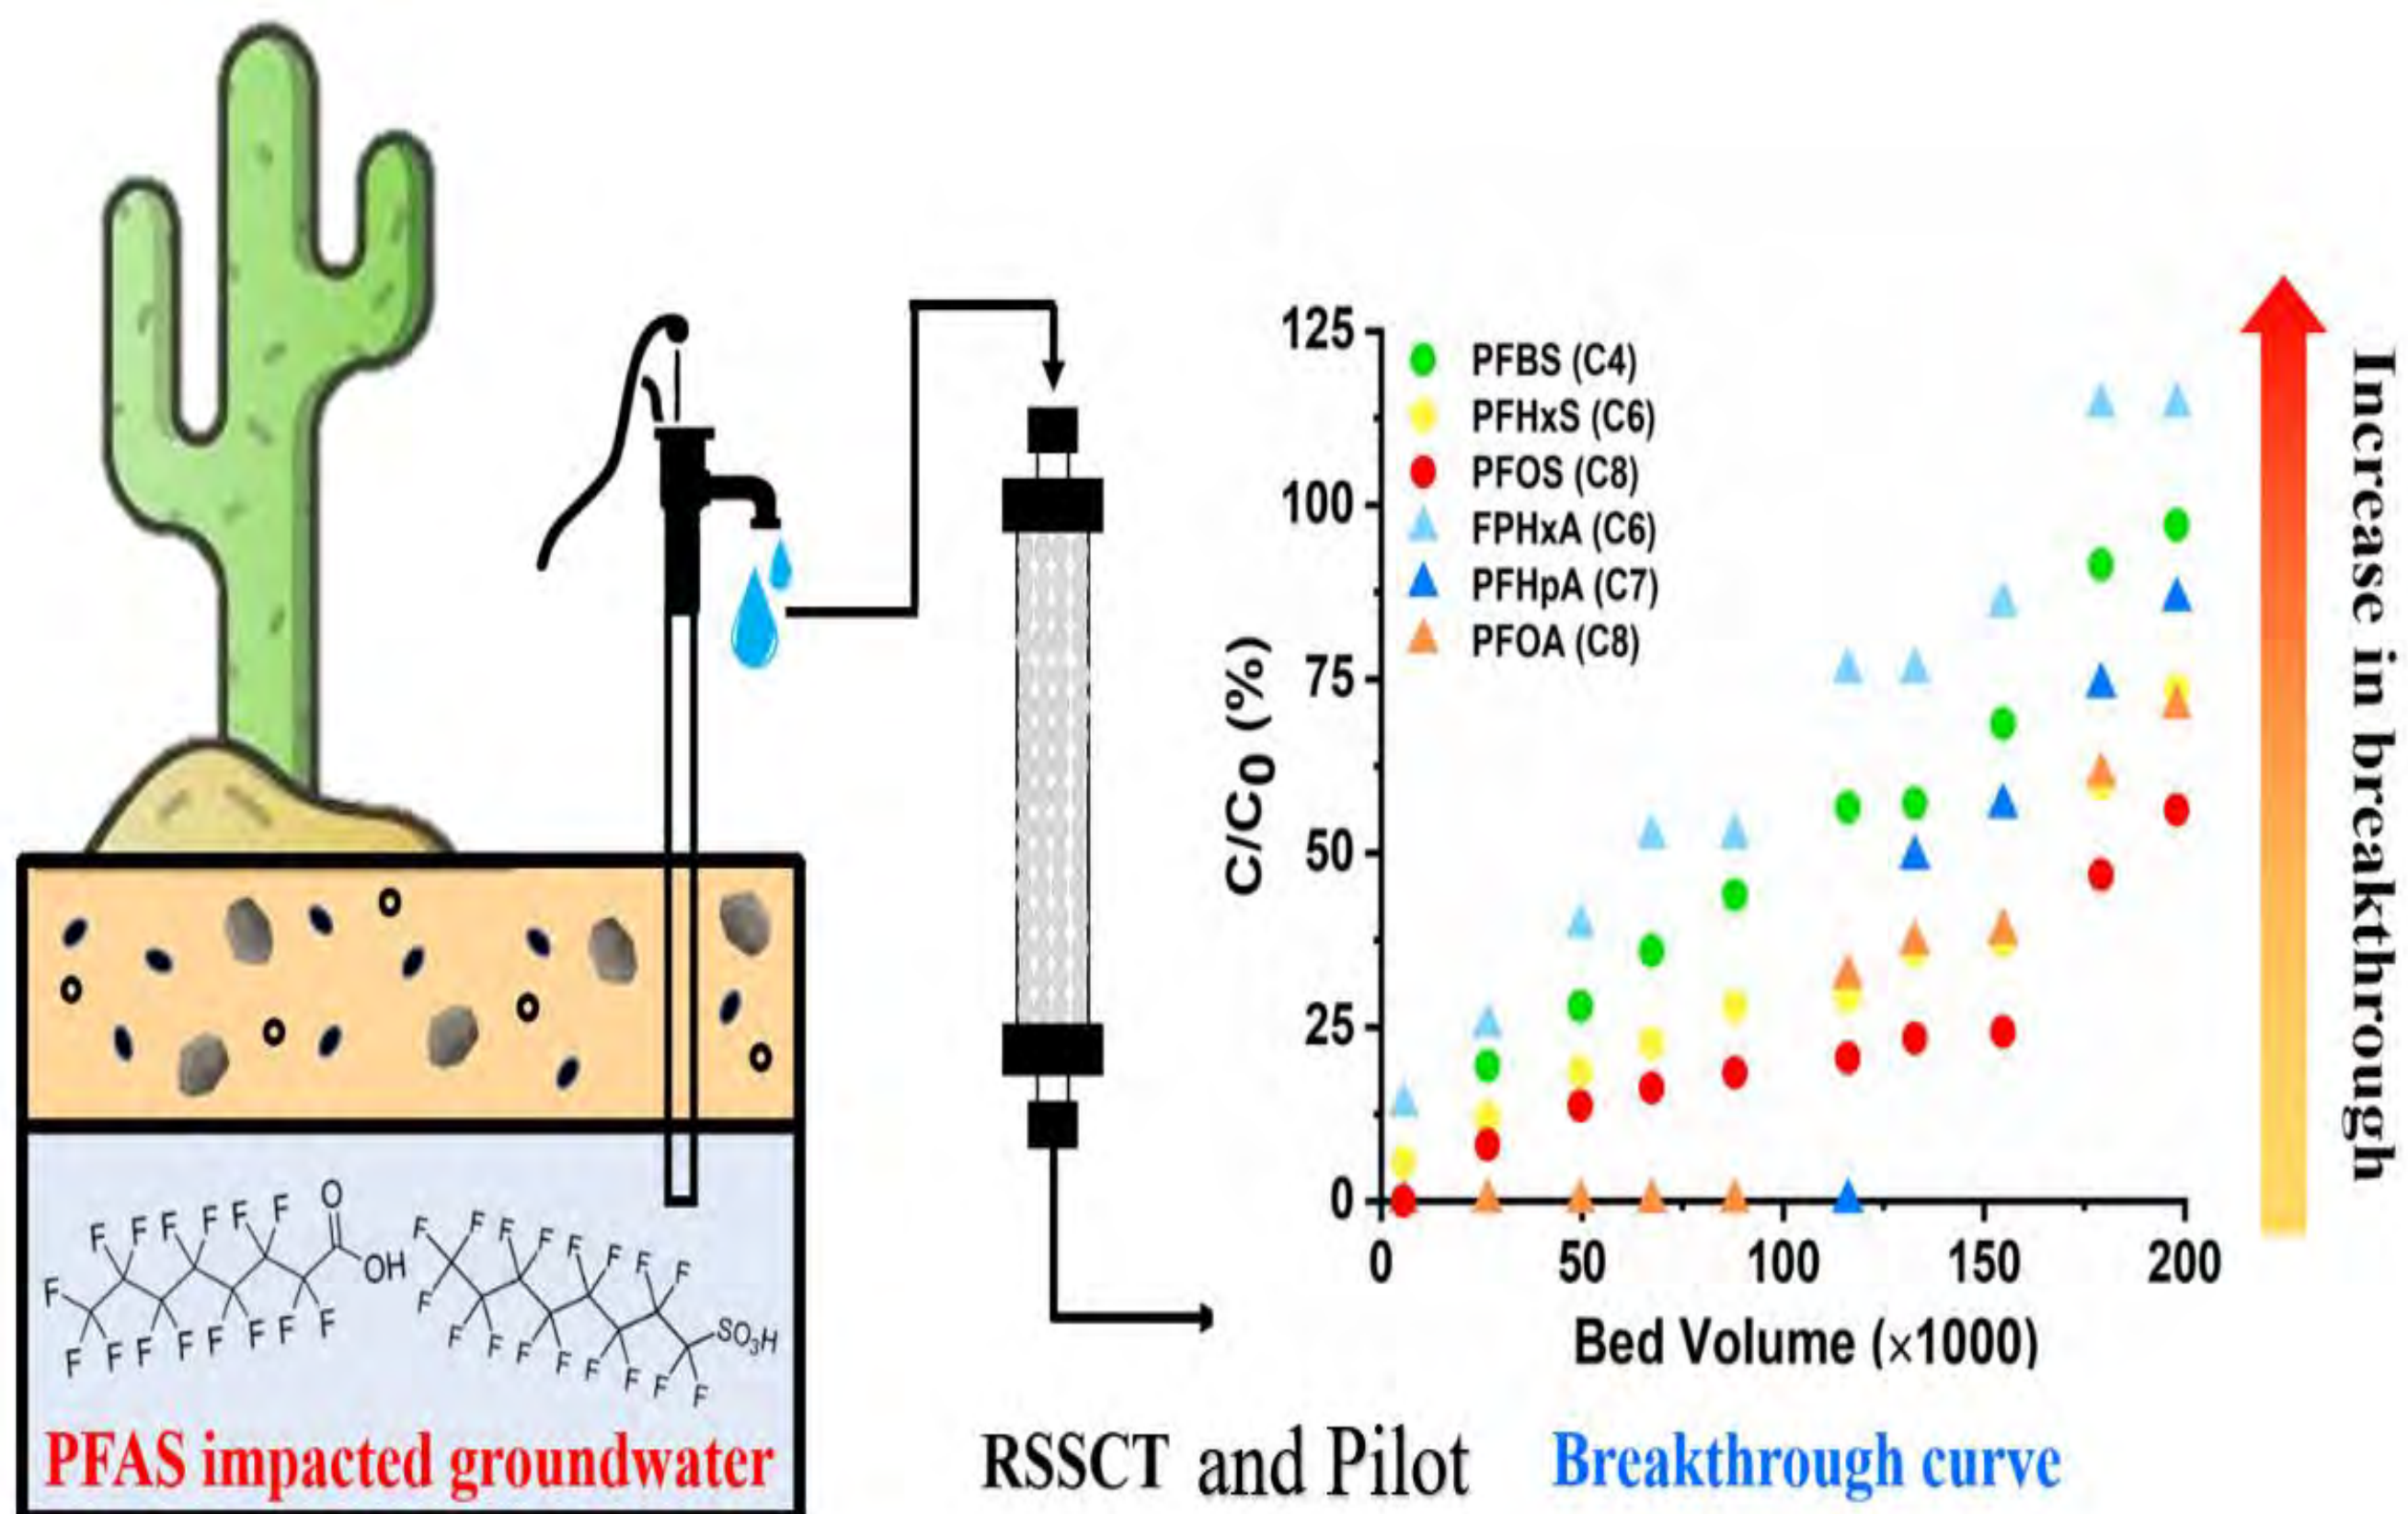 125
100
75
50
25
0
C/C0 (%)
PFBS (C4)
PFHxS (C6)
PFOS (C8)
FPHxA (C6)
PFHpA (C7)
PFOA (C8)
0 50 100 150 200
Bed Volume (×1000)
Increase in breakthrough
F F F F F F O
OH
F
F F F F F F F
F F F F F F F F
F
SO₃H
F F F F F F F F
PFAS impacted groundwater
RSSCT and Pilot
Breakthrough curve